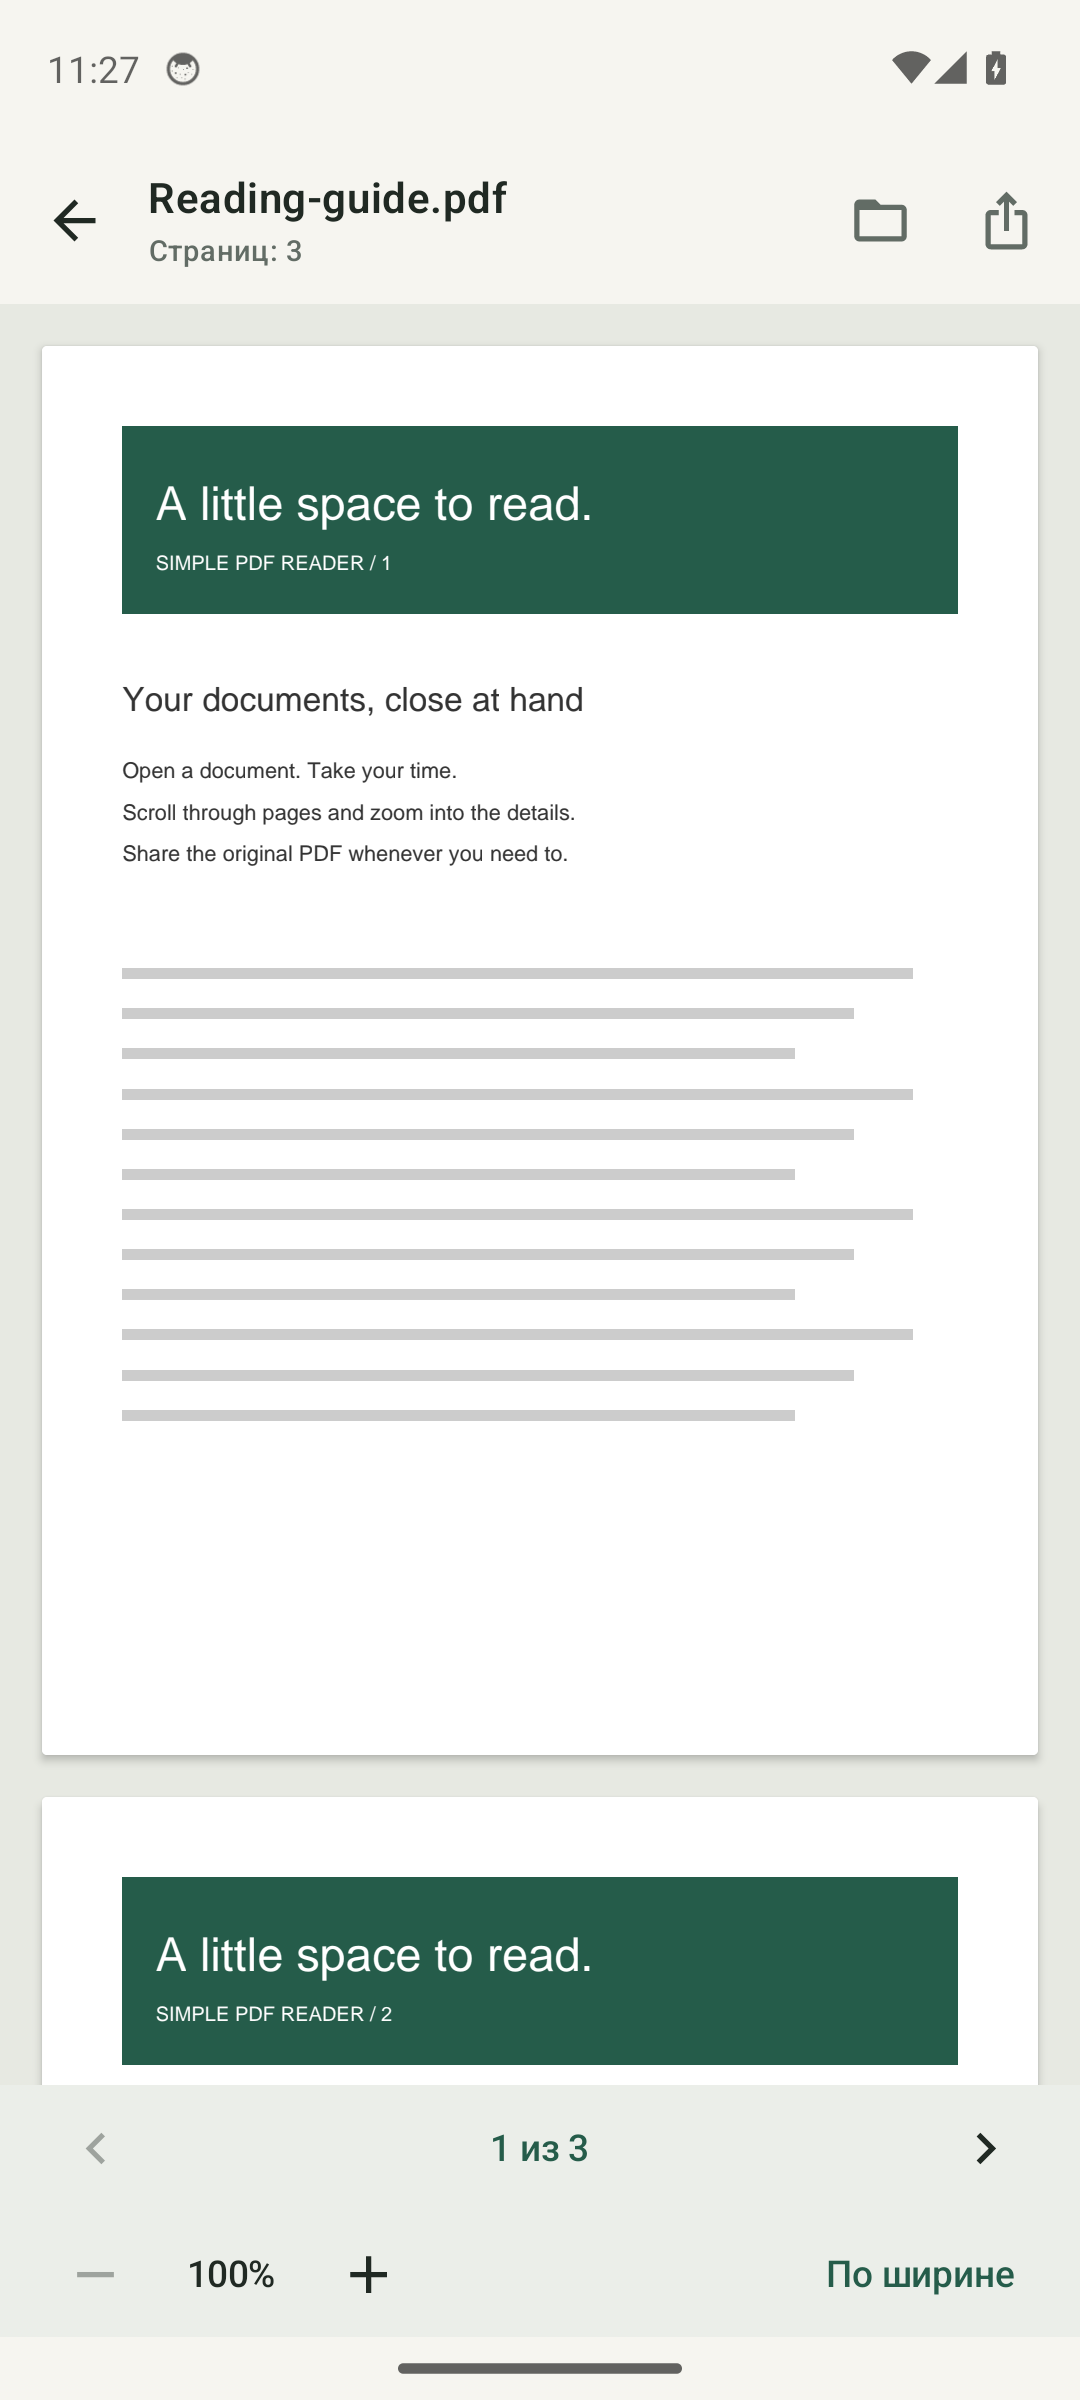 11:27
Reading-guide.pdf
Страниц: 3
A little space to read.
SIMPLE PDF READER / 1
Your documents, close at hand
Open a document. Take your time.
Scroll through pages and zoom into the details.
Share the original PDF whenever you need to.
A little space to read.
SIMPLE PDF READER / 2
1 из 3
100%
По ширине